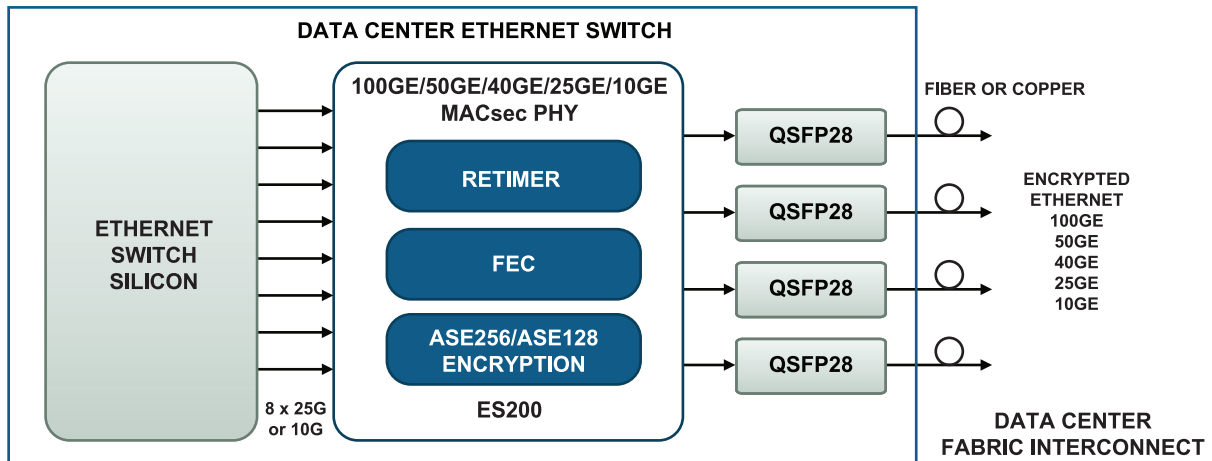 DATA CENTER ETHERNET SWITCH
ETHERNET
SWITCH
SILICON
8 x 25G
or 10G
100GE/50GE/40GE/25GE/10GE
MACsec PHY
RETIMER
FEC
ASE256/ASE128
ENCRYPTION
ES200
QSFP28
QSFP28
QSFP28
QSFP28
FIBER OR COPPER
ENCRYPTED
ETHERNET
100GE
50GE
40GE
25GE
10GE
DATA CENTER
FABRIC INTERCONNECT